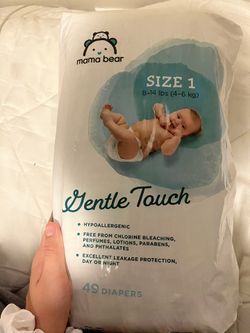 mama bear
SIZE 1
8-14 lbs (4-6 kg)
Gentle Touch
• HYPOALLERGENIC
• FREE FROM CHLORINE BLEACHING,
PERFUMES, LOTIONS, PARABENS,
AND PHTHALATES
• EXCELLENT LEAKAGE PROTECTION,
DAY OR NIGHT
49 DIAPERS